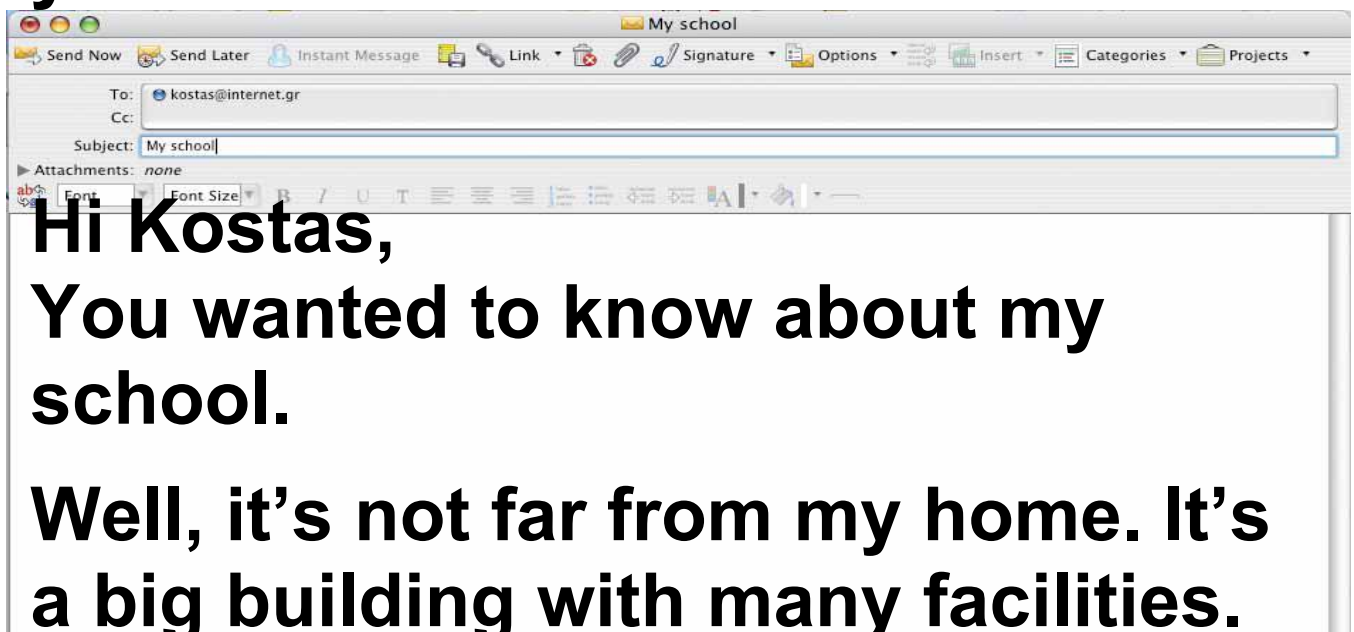 My school
Send Now Send Later Instant Message Link Signature Options Insert Categories Projects
To: kostas@internet.gr
Cc:
Subject: My school
Attachments: none
Font Font Size B I U T A
Hi Kostas,
You wanted to know about my
school.
Well, it's not far from my home. It's
a big building with many facilities.